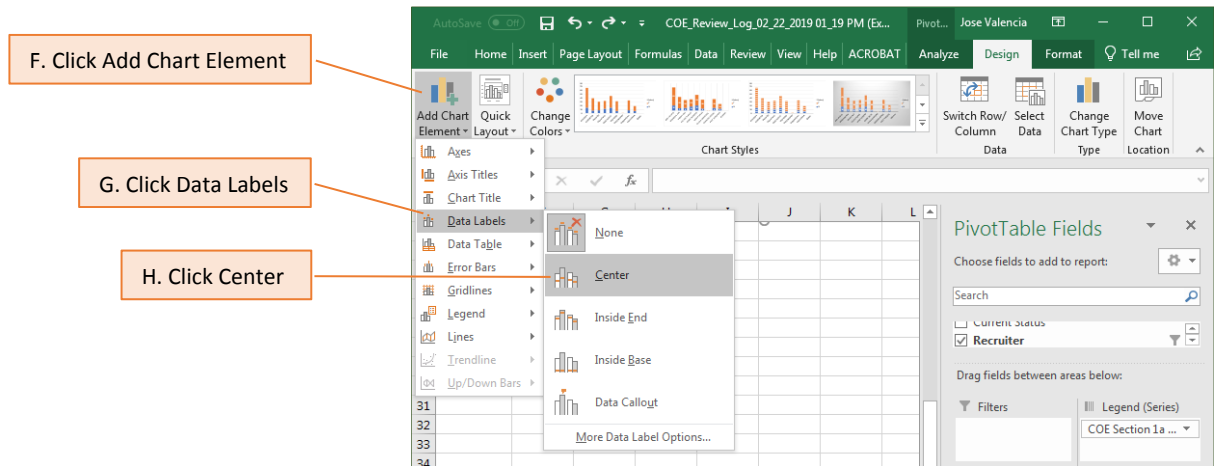 AutoSave Off COE_Review_Log_02_22_2019 01_19 PM (Ex... Pivot... Jose Valencia
File Home Insert Page Layout Formulas Data Review View Help ACROBAT Analyze Design Format Tell me
F. Click Add Chart Element
Add Chart Element
Quick Layout
Change Colors
Switch Row/ Column
Select Data
Change Chart Type
Move Chart
Chart Styles
Data
Type
Location
Axes
Axis Titles
fx
G. Click Data Labels
Chart Title
J K L
Data Labels
None
PivotTable Fields
Data Table
Choose fields to add to report:
H. Click Center
Error Bars
Center
Gridlines
Search
Legend
Inside End
Current Status
Lines
Recruiter
Trendline
Inside Base
Up/Down Bars
Drag fields between areas below:
31
Data Callout
Filters
Legend (Series)
32
COE Section 1a ...
33
More Data Label Options...
34